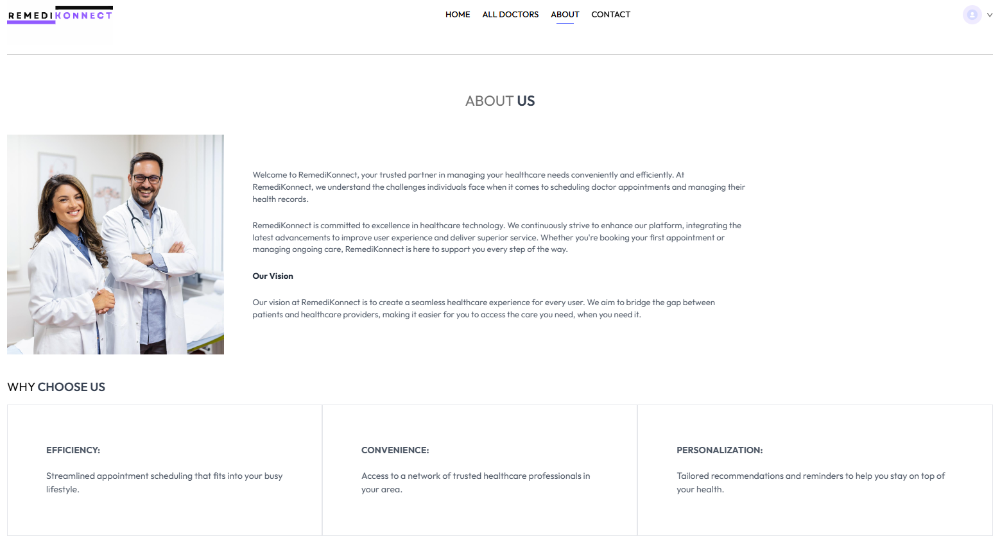 REMEDIKONNECT
HOME ALL DOCTORS ABOUT CONTACT
ABOUT US
Welcome to RemediKonnect, your trusted partner in managing your healthcare needs conveniently and efficiently. At
RemediKonnect, we understand the challenges individuals face when it comes to scheduling doctor appointments and managing their
health records.
RemediKonnect is committed to excellence in healthcare technology. We continuously strive to enhance our platform, integrating the
latest advancements to improve user experience and deliver superior service. Whether you're booking your first appointment or
managing ongoing care, RemediKonnect is here to support you every step of the way.
Our Vision
Our vision at RemediKonnect is to create a seamless healthcare experience for every user. We aim to bridge the gap between
patients and healthcare providers, making it easier for you to access the care you need, when you need it.
WHY CHOOSE US
EFFICIENCY:
Streamlined appointment scheduling that fits into your busy
lifestyle.
CONVENIENCE:
Access to a network of trusted healthcare professionals in
your area.
PERSONALIZATION:
Tailored recommendations and reminders to help you stay on top of
your health.